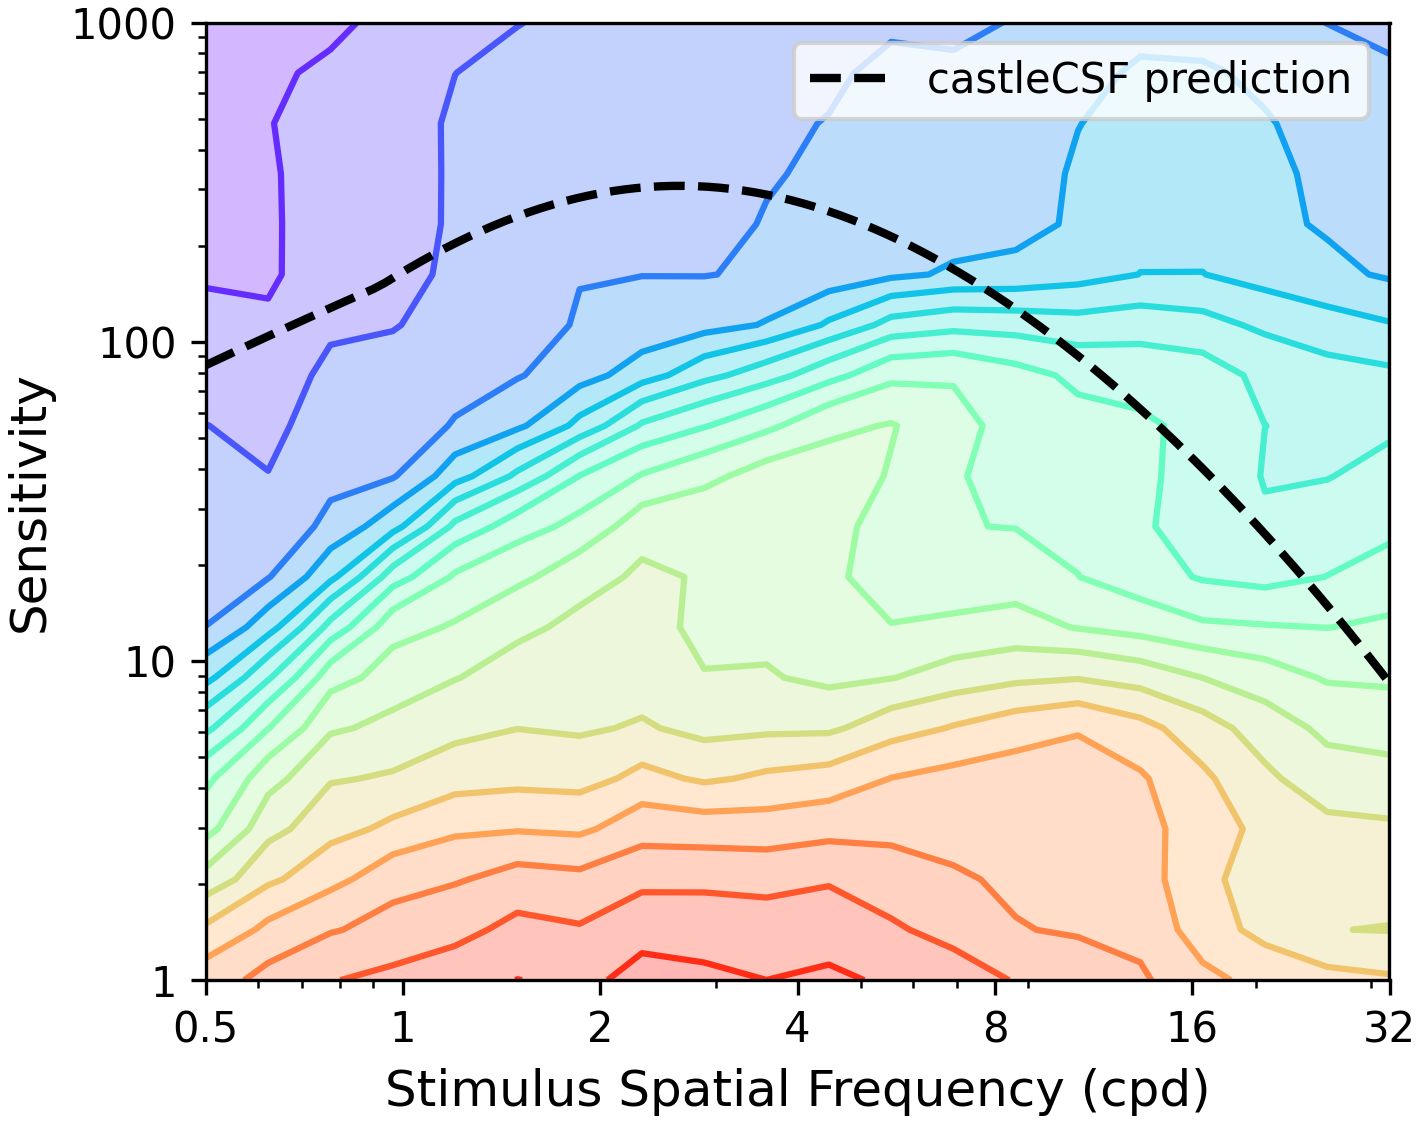 1000
100
10
1
Sensitivity
castleCSF prediction
0.5 1 2 4 8 16 32
Stimulus Spatial Frequency (cpd)